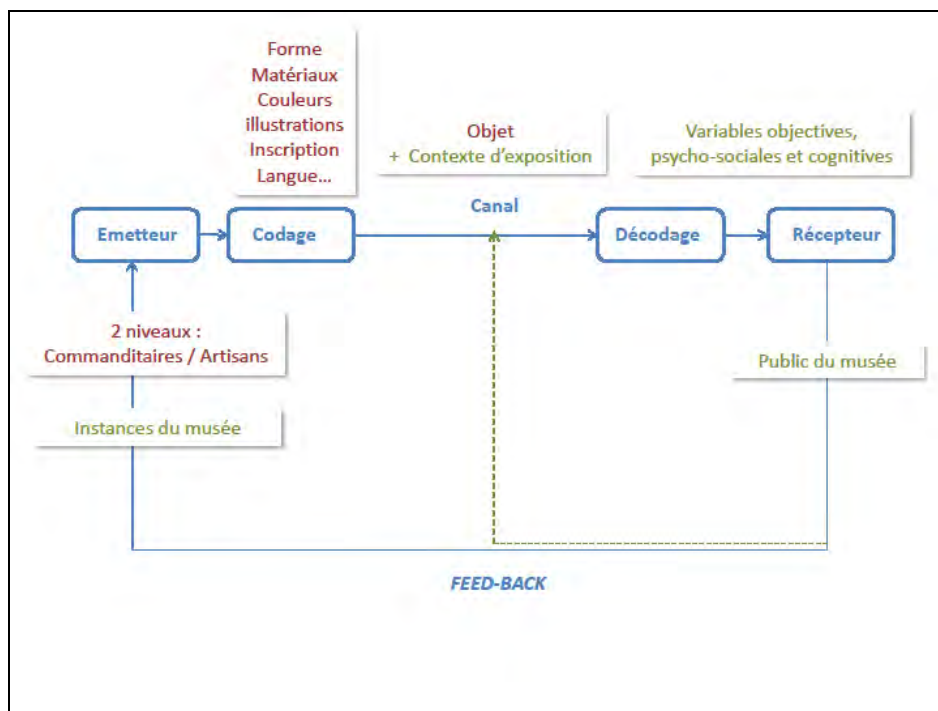 Forme
Matériaux
Couleurs
illustrations
Inscription
Langue...
Objet
+ Contexte d'exposition
Variables objectives,
psycho-sociales et cognitives
Canal
Emetteur
Codage
Décodage
Récepteur
2 niveaux :
Commanditaires / Artisans
Public du musée
Instances du musée
FEED-BACK